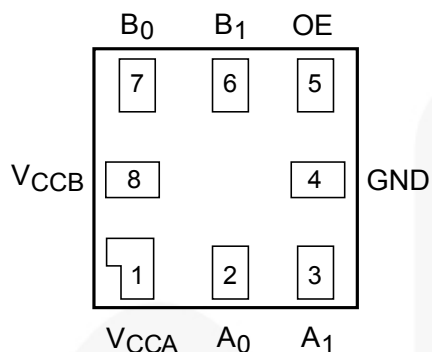 B0 B1 OE
7 6 5
VCCB 8 4 GND
1 2 3
VCCA A0 A1